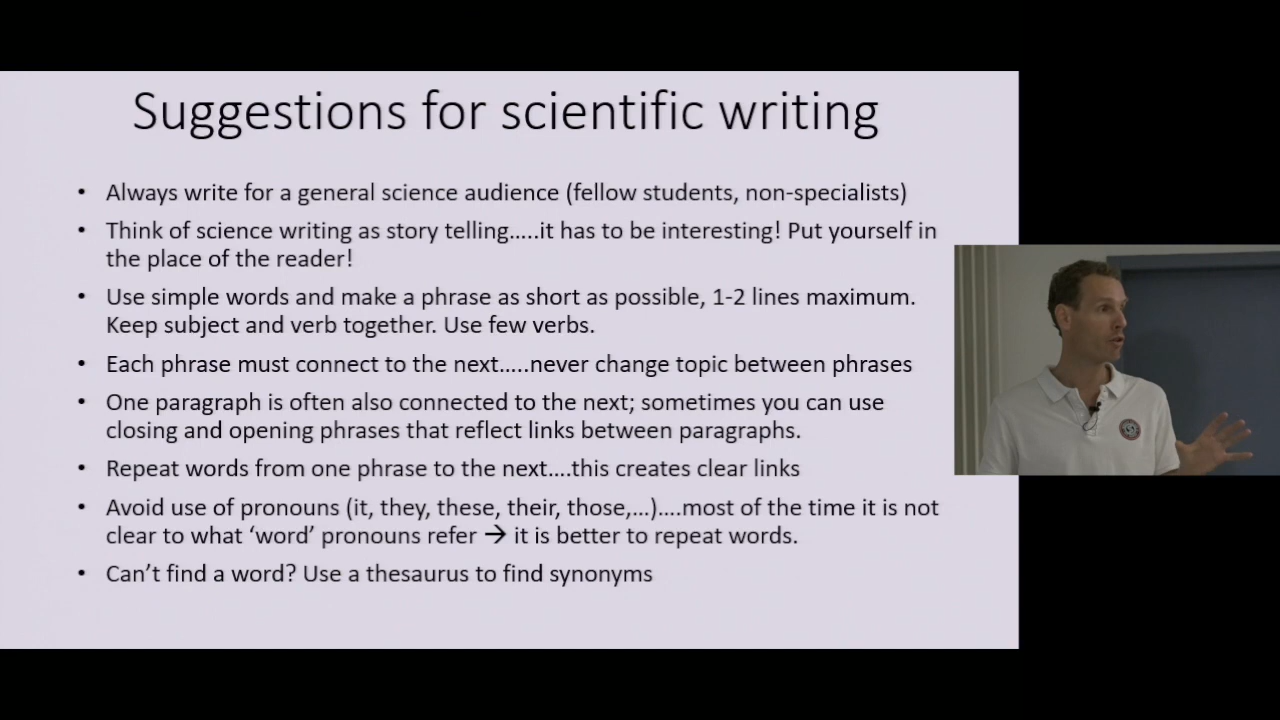 Suggestions for scientific writing
• Always write for a general science audience (fellow students, non-specialists)
• Think of science writing as story telling.....it has to be interesting! Put yourself in
the place of the reader!
• Use simple words and make a phrase as short as possible, 1-2 lines maximum.
Keep subject and verb together. Use few verbs.
• Each phrase must connect to the next.....never change topic between phrases
• One paragraph is often also connected to the next; sometimes you can use
closing and opening phrases that reflect links between paragraphs.
• Repeat words from one phrase to the next....this creates clear links
• Avoid use of pronouns (it, they, these, their, those,...)....most of the time it is not
clear to what ‘word’ pronouns refer → it is better to repeat words.
• Can’t find a word? Use a thesaurus to find synonyms